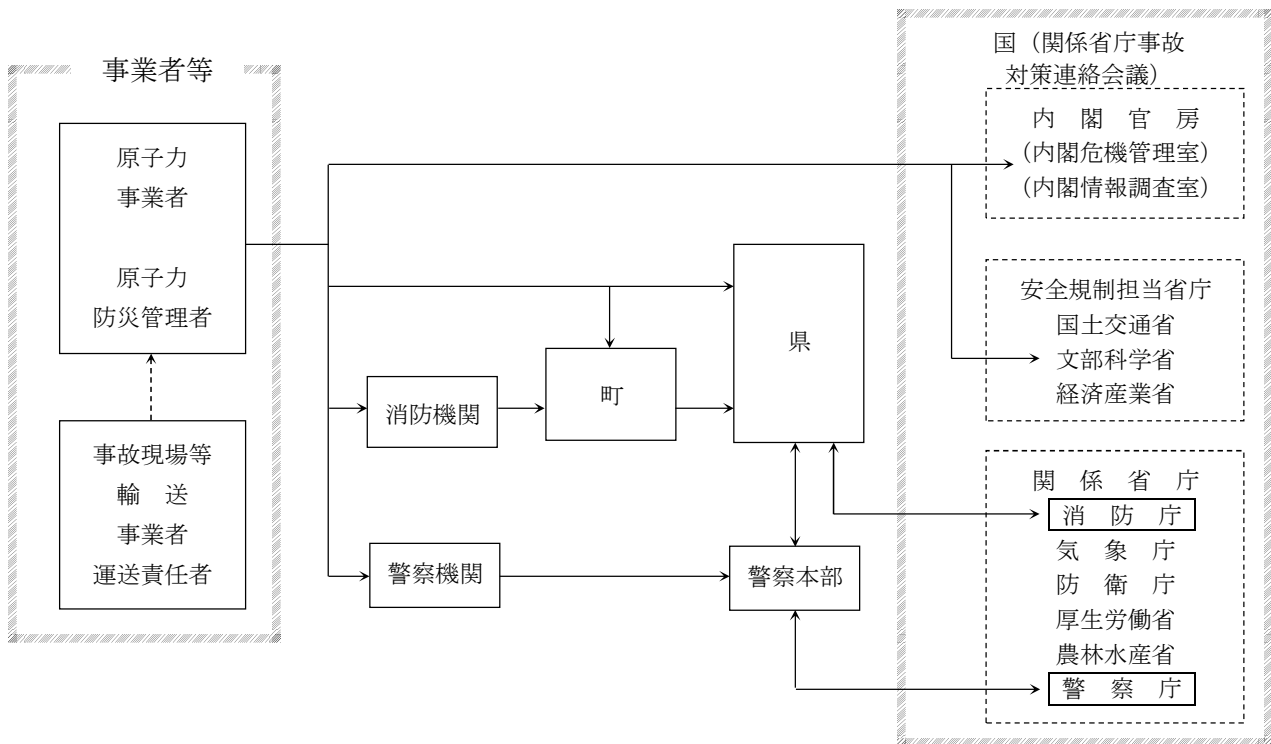 事業者等
原子力
事業者
原子力
防災管理者
事故現場等
輸　送
事業者
運送責任者
消防機関
警察機関
町
県
警察本部
国（関係省庁事故
対策連絡会議）
内　閣　官　房
（内閣危機管理室）
（内閣情報調査室）
安全規制担当省庁
国土交通省
文部科学省
経済産業省
関　係　省　庁
消　防　庁
気　象　庁
防　衛　庁
厚生労働省
農林水産省
警　察　庁